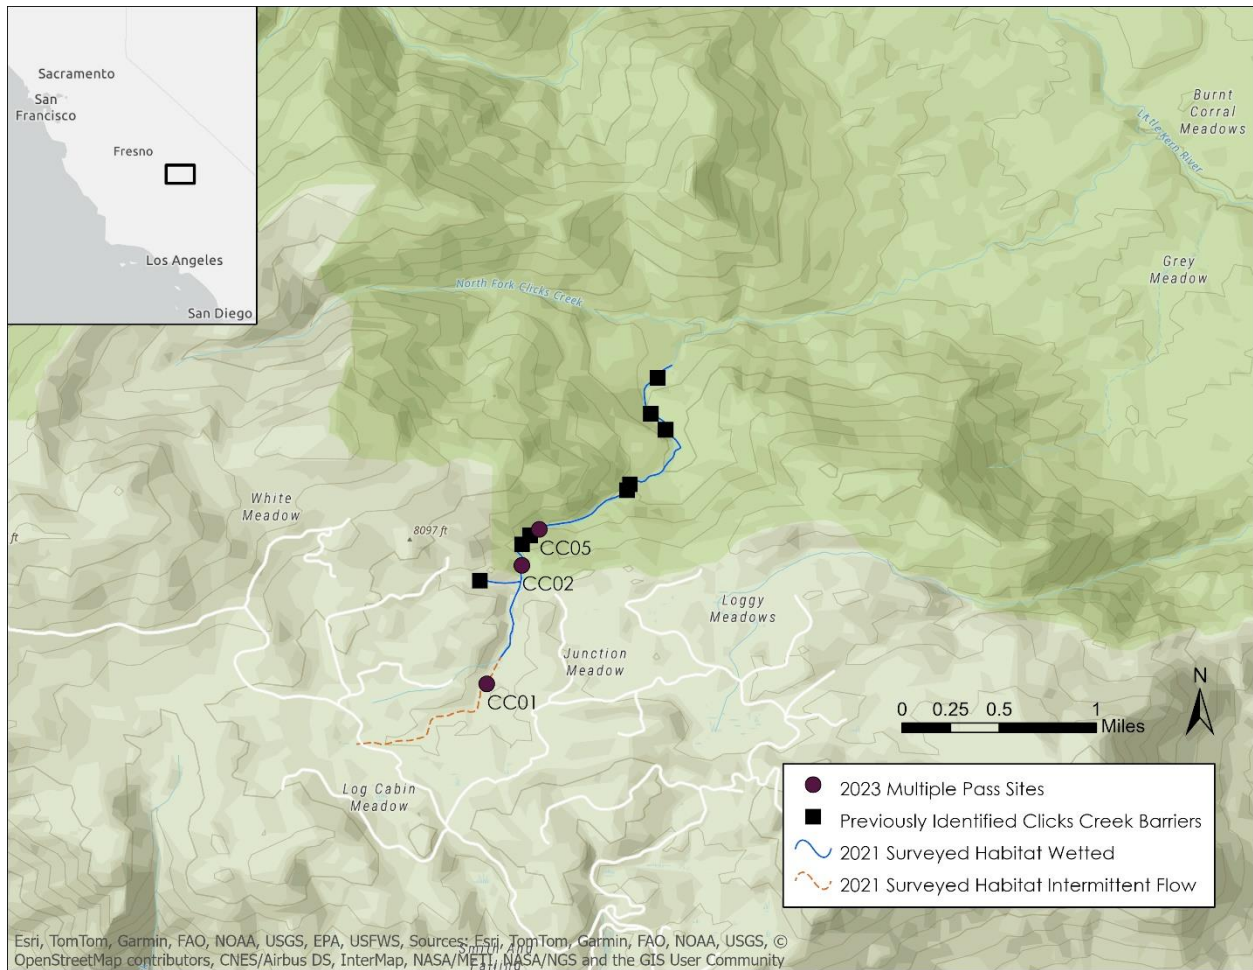 Sacramento
San
Francisco
Fresno
Los Angeles
San Diego
Burnt
Corral
Meadows
Kern River
Grey
Meadow
North Fork Clicks Creek
White
Meadow
8097 ft
ft
CC05
CC02
Loggy
Meadows
Junction
Meadow
CC01
Log Cabin
Meadow
N
0 0.25 0.5 1
Miles
2023 Multiple Pass Sites
Previously Identified Clicks Creek Barriers
2021 Surveyed Habitat Wetted
2021 Surveyed Habitat Intermittent Flow
Smith And
Esri, TomTom, Garmin, FAO, NOAA, USGS, EPA, USFWS, Sources: Esri, TomTom, Garmin, FAO, NOAA, USGS, ©
OpenStreetMap contributors, CNES/Airbus DS, InterMap, NASA/METI, NASA/NGS and the GIS User Community